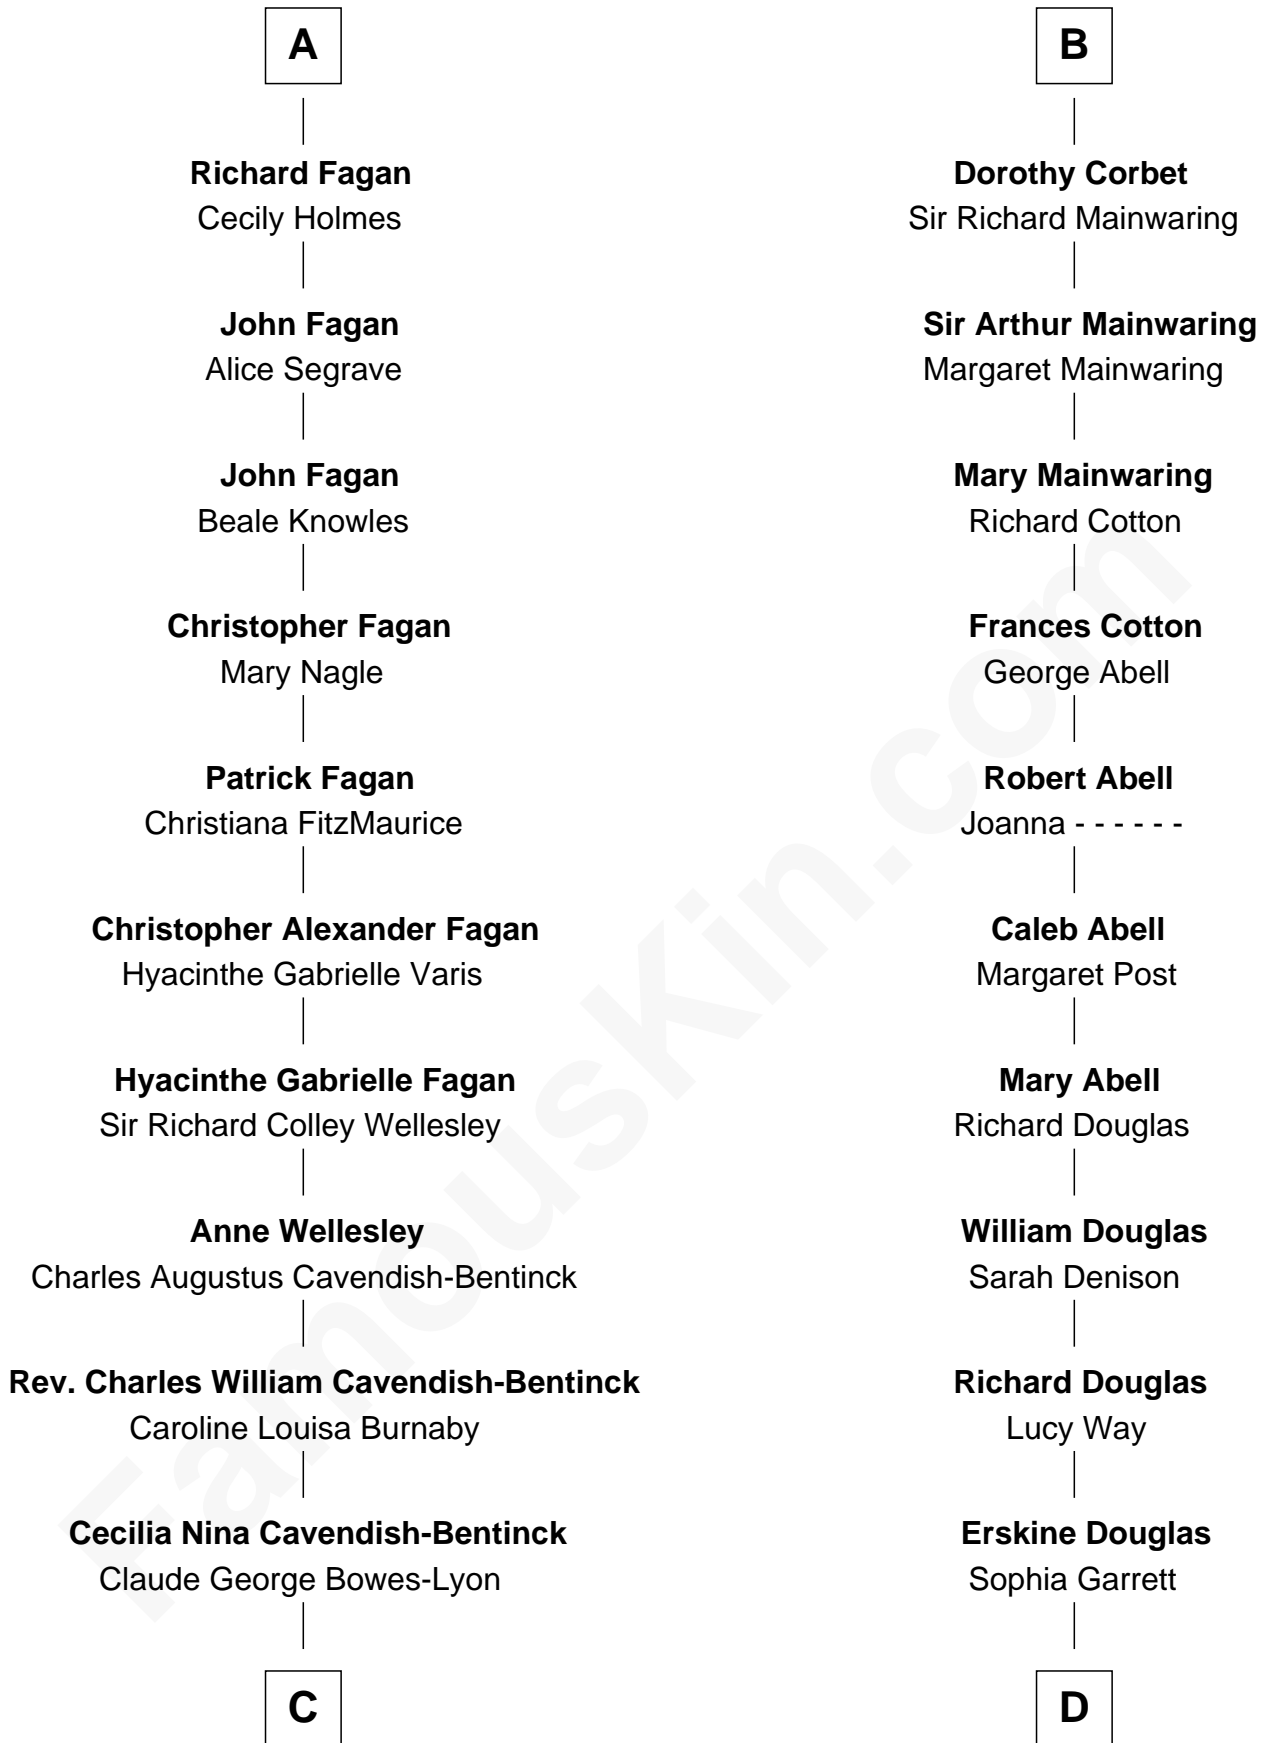 A
Richard Fagan
Cecily Holmes
John Fagan
Alice Segrave
John Fagan
Beale Knowles
Christopher Fagan
Mary Nagle
Patrick Fagan
Christiana FitzMaurice
Christopher Alexander Fagan
Hyacinthe Gabrielle Varis
Hyacinthe Gabrielle Fagan
Sir Richard Colley Wellesley
Anne Wellesley
Charles Augustus Cavendish-Bentinck
Rev. Charles William Cavendish-Bentinck
Caroline Louisa Burnaby
Cecilia Nina Cavendish-Bentinck
Claude George Bowes-Lyon
C
B
Dorothy Corbet
Sir Richard Mainwaring
Sir Arthur Mainwaring
Margaret Mainwaring
Mary Mainwaring
Richard Cotton
Frances Cotton
George Abell
Robert Abell
Joanna - - - - - -
Caleb Abell
Margaret Post
Mary Abell
Richard Douglas
William Douglas
Sarah Denison
Richard Douglas
Lucy Way
Erskine Douglas
Sophia Garrett
D
FamousKin.com